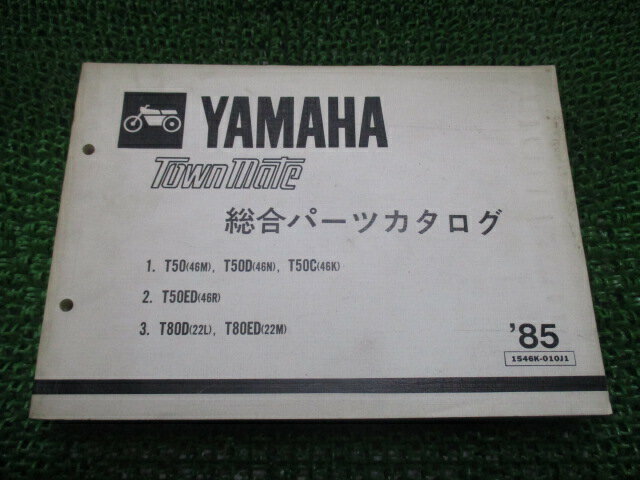 YAMAHA
Townmate
総合パーツカタログ
1. T50(46M), T50D(46N), T50C(46K)
2. T50ED(46R)
3. T80D(22L), T80ED(22M)
'85
1546K-010J1